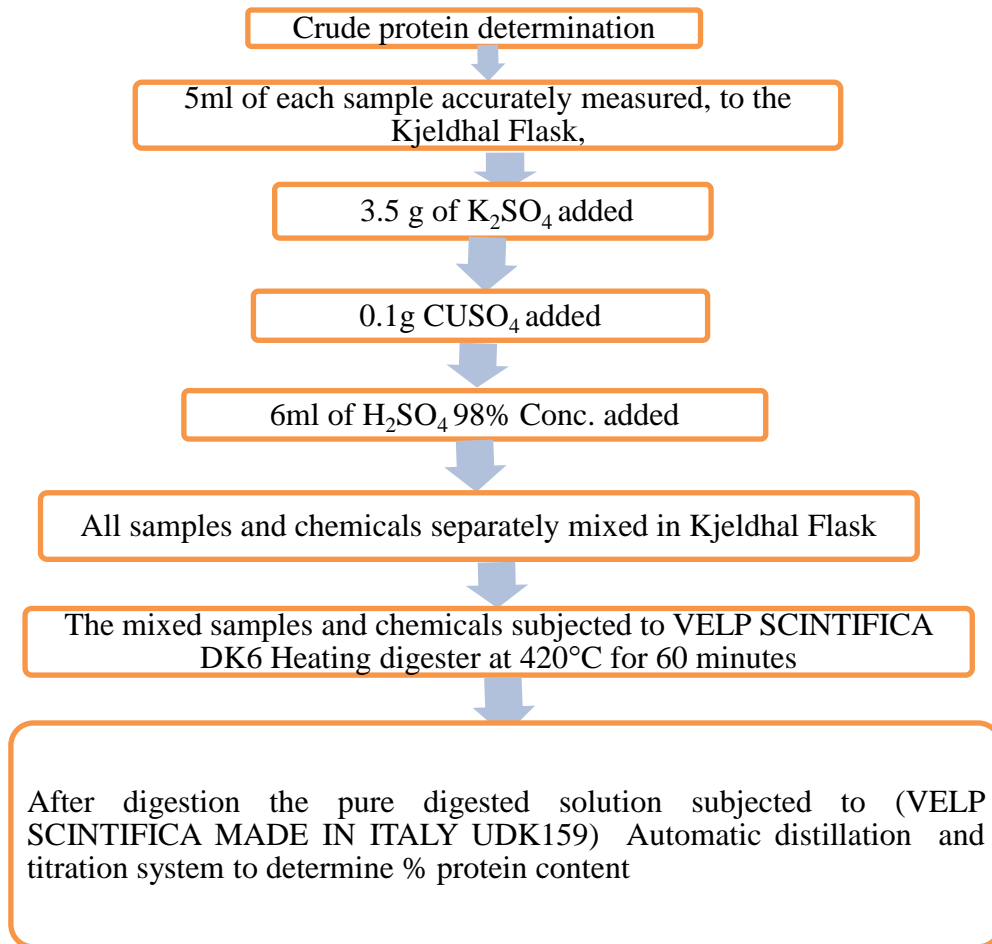 Crude protein determination
5ml of each sample accurately measured, to the
Kjeldhal Flask,
3.5 g of K₂SO₄ added
0.1g CUSO₄ added
6ml of H₂SO₄ 98% Conc. added
All samples and chemicals separately mixed in Kjeldhal Flask
The mixed samples and chemicals subjected to VELP SCINTIFICA
DK6 Heating digester at 420°C for 60 minutes
After digestion the pure digested solution subjected to (VELP
SCINTIFICA MADE IN ITALY UDK159) Automatic distillation and
titration system to determine % protein content